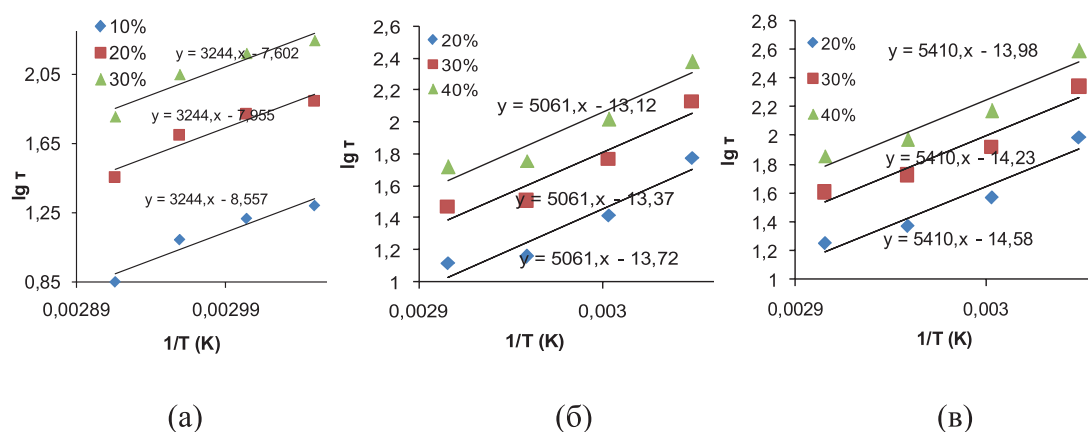 10%
20%
30%
y = 3244,x - 7,602
y = 3244,x - 7,955
y = 3244,x - 8,557
lg τ
2,05
1,65
1,25
0,85
0,00289
0,00299
1/T (K)
(а)
20%
30%
40%
y = 5061,x - 13,12
y = 5061,x - 13,37
y = 5061,x - 13,72
lg τ
2,6
2,4
2,2
2
1,8
1,6
1,4
1,2
1
0,0029
0,003
1/T (K)
(б)
20%
30%
40%
y = 5410,x - 13,98
y = 5410,x - 14,23
y = 5410,x - 14,58
lg τ
2,8
2,6
2,4
2,2
2
1,8
1,6
1,4
1,2
1
0,0029
0,003
1/T (K)
(в)